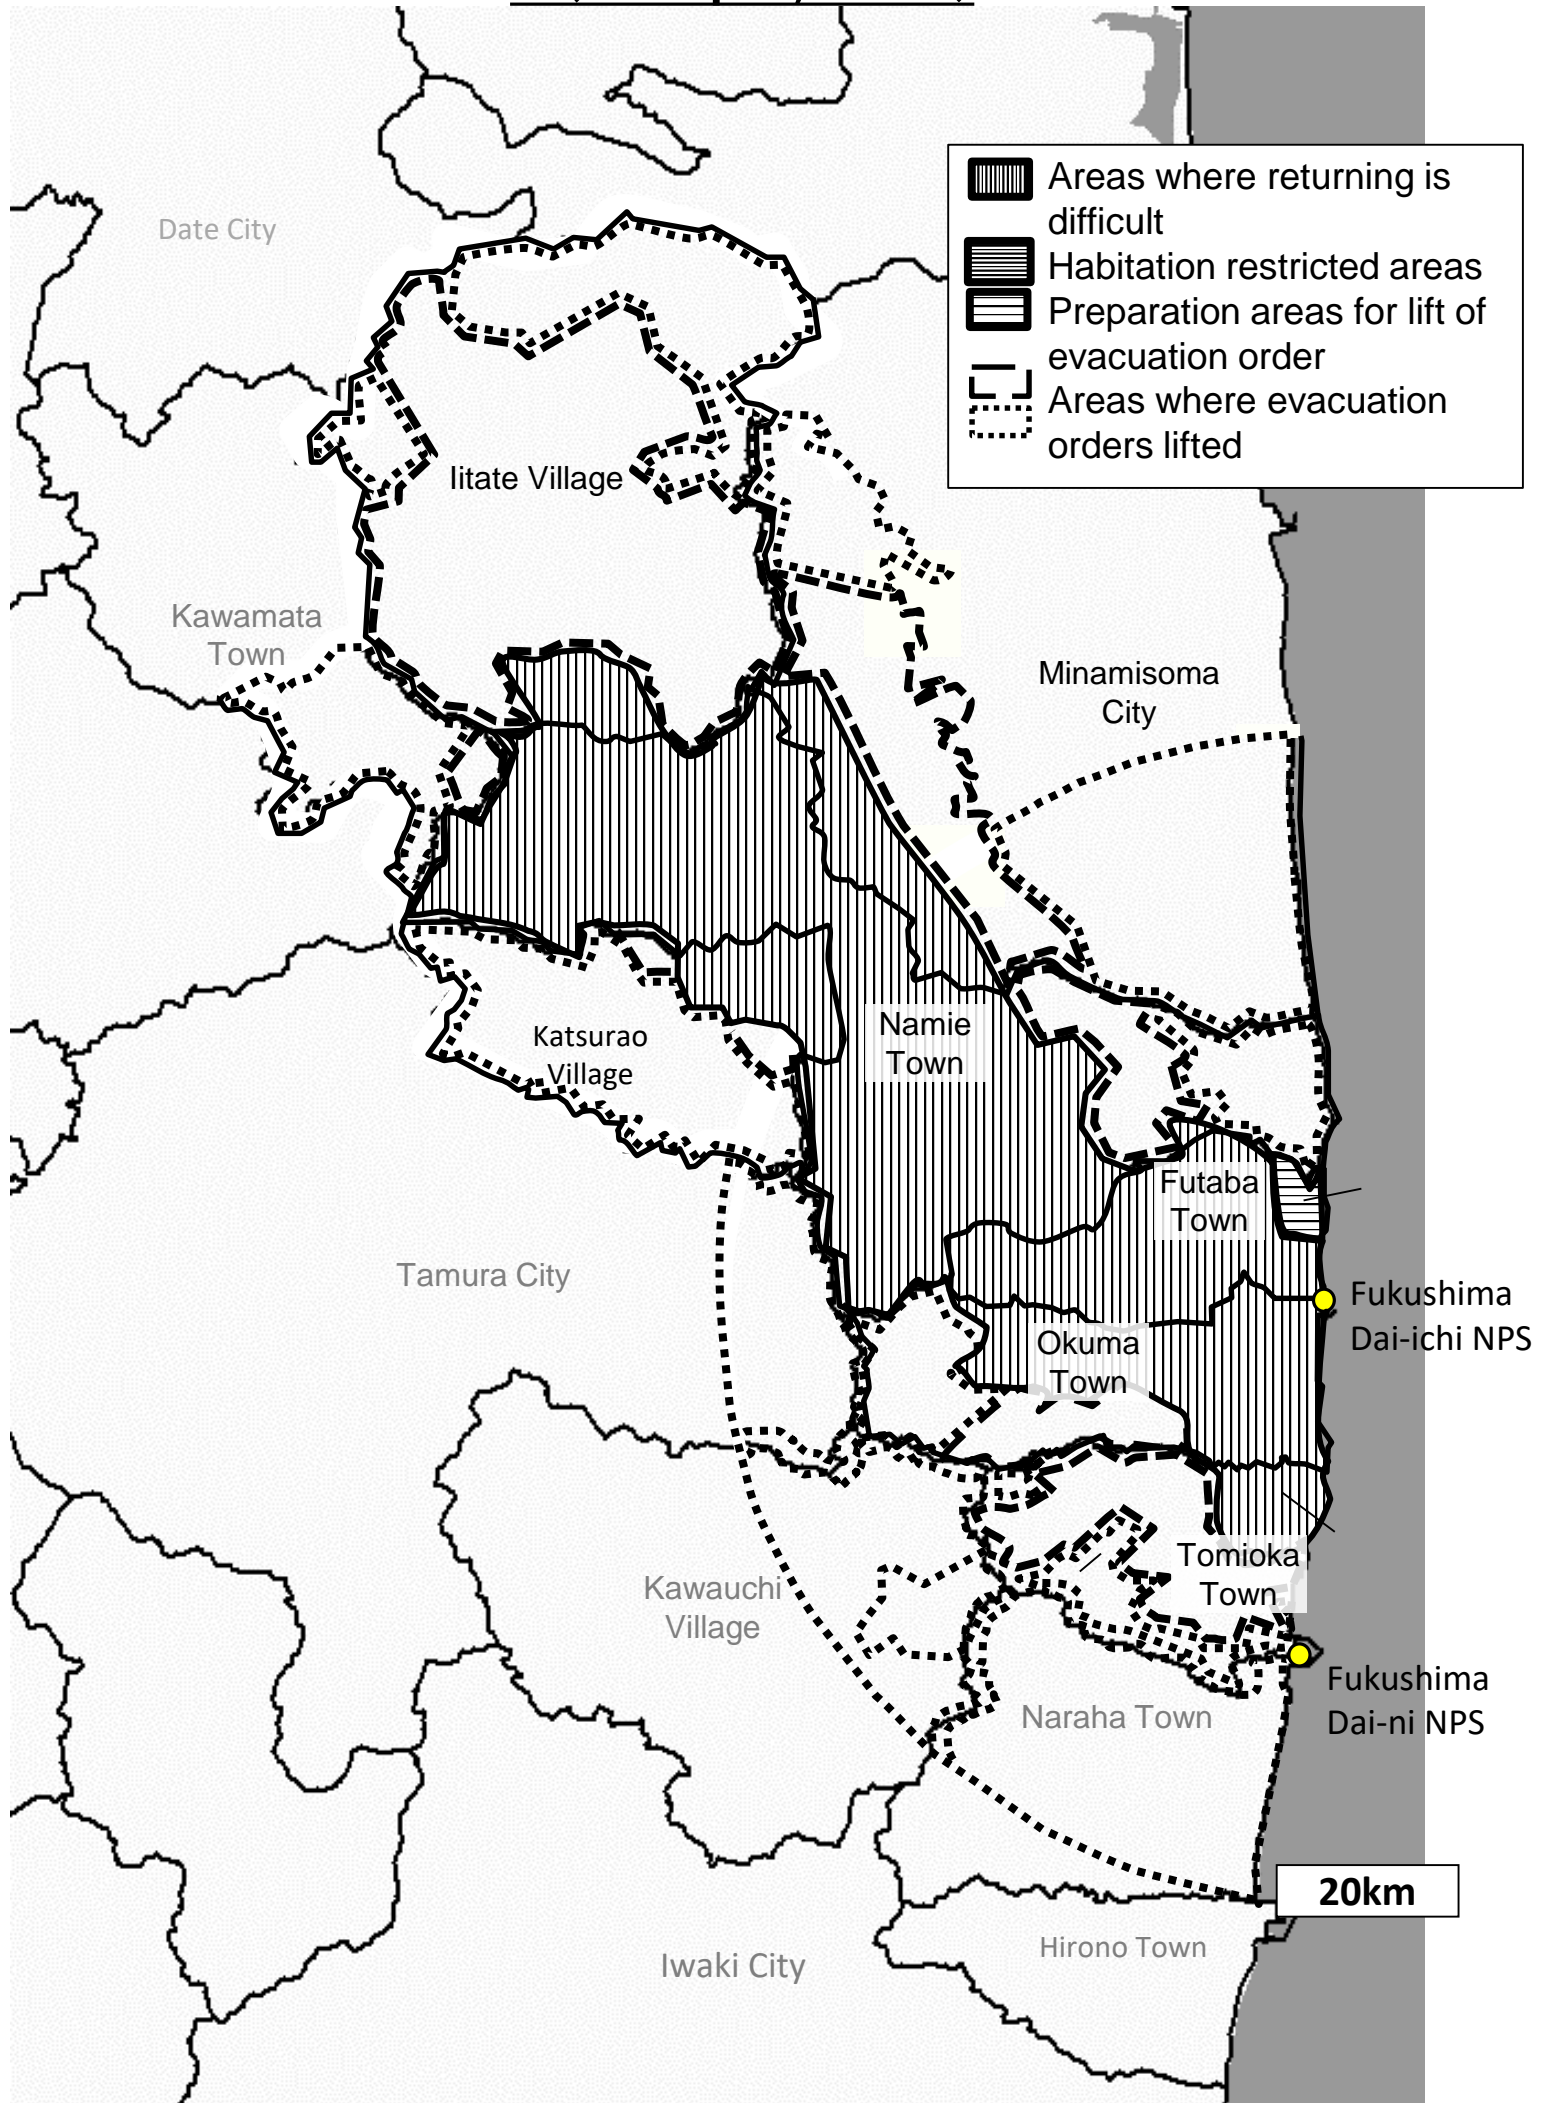 Areas where returning is
difficult
Habitation restricted areas
Preparation areas for lift of
evacuation order
Areas where evacuation
orders lifted
Date City
Iitate Village
Kawamata
Town
Minamisoma
City
Namie
Town
Katsurao
Village
Futaba
Town
Tamura City
Fukushima
Dai-ichi NPS
Okuma
Town
Tomioka
Town
Kawauchi
Village
Fukushima
Dai-ni NPS
Naraha Town
20km
Hirono Town
Iwaki City